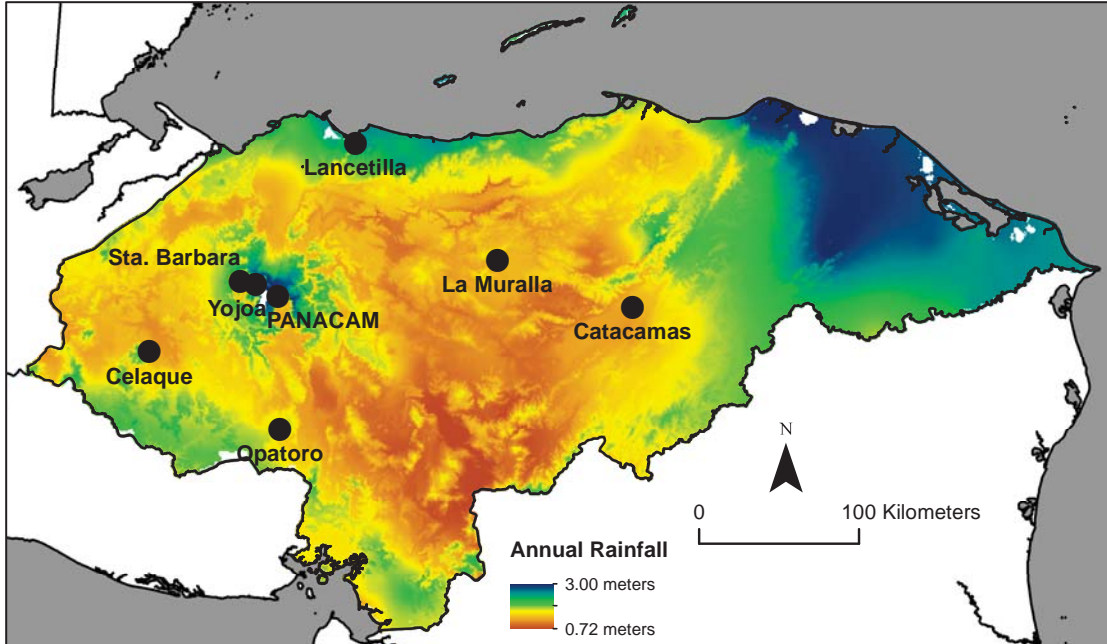 Lancetilla
Sta. Barbara
La Muralla
Yojoa
PANACAM
Catacamas
Celaque
Opatoro
N
0 100 Kilometers
Annual Rainfall
3.00 meters
0.72 meters